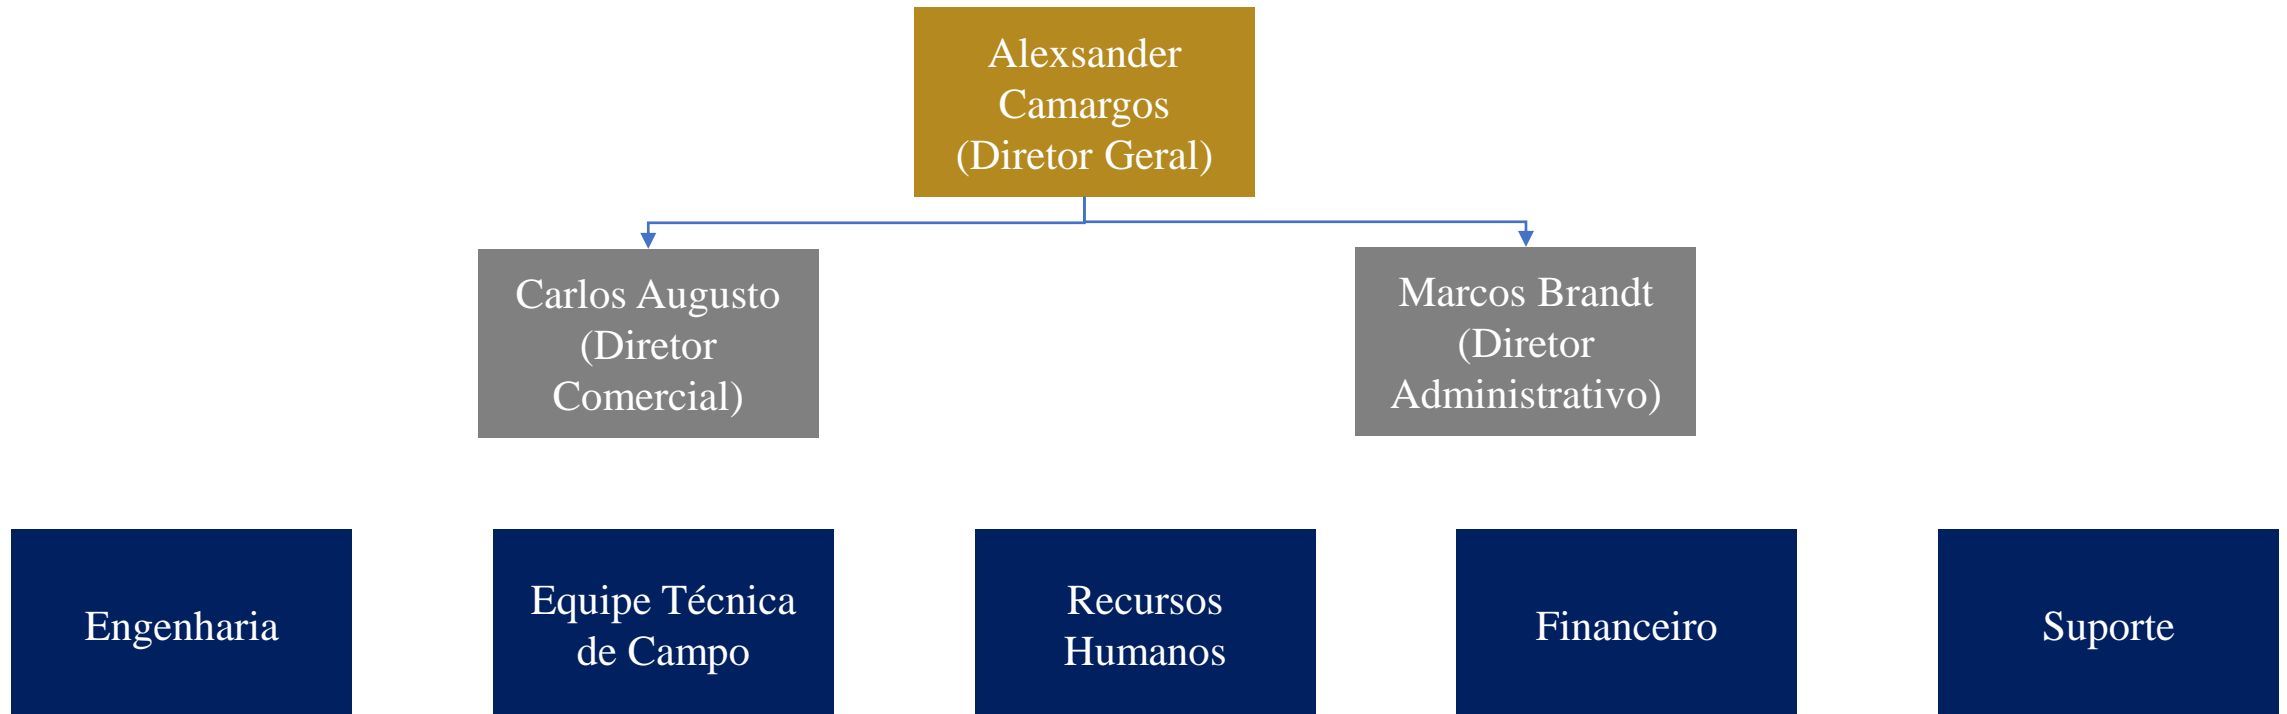 Alexsander
Camargos
(Diretor Geral)
Carlos Augusto
(Diretor
Comercial)
Marcos Brandt
(Diretor
Administrativo)
Engenharia
Equipe Técnica
de Campo
Recursos
Humanos
Financeiro
Suporte